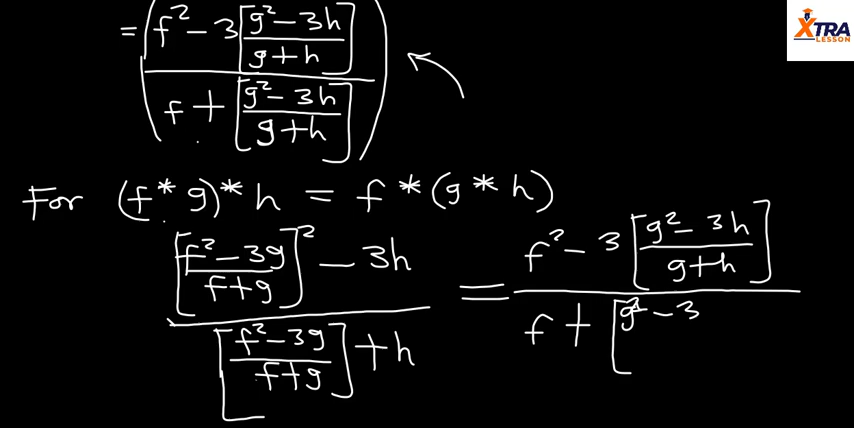 = (f² - 3[(g² - 3h)/(g + h)]) / (f + [(g² - 3h)/(g + h)])
XTRA
LESSON
For (f * g) * h = f * (g * h)
([(f² - 3g)/(f + g)]² - 3h) / ([(f² - 3g)/(f + g)] + h) = (f² - 3[(g² - 3h)/(g + h)]) / (f + [g² - 3